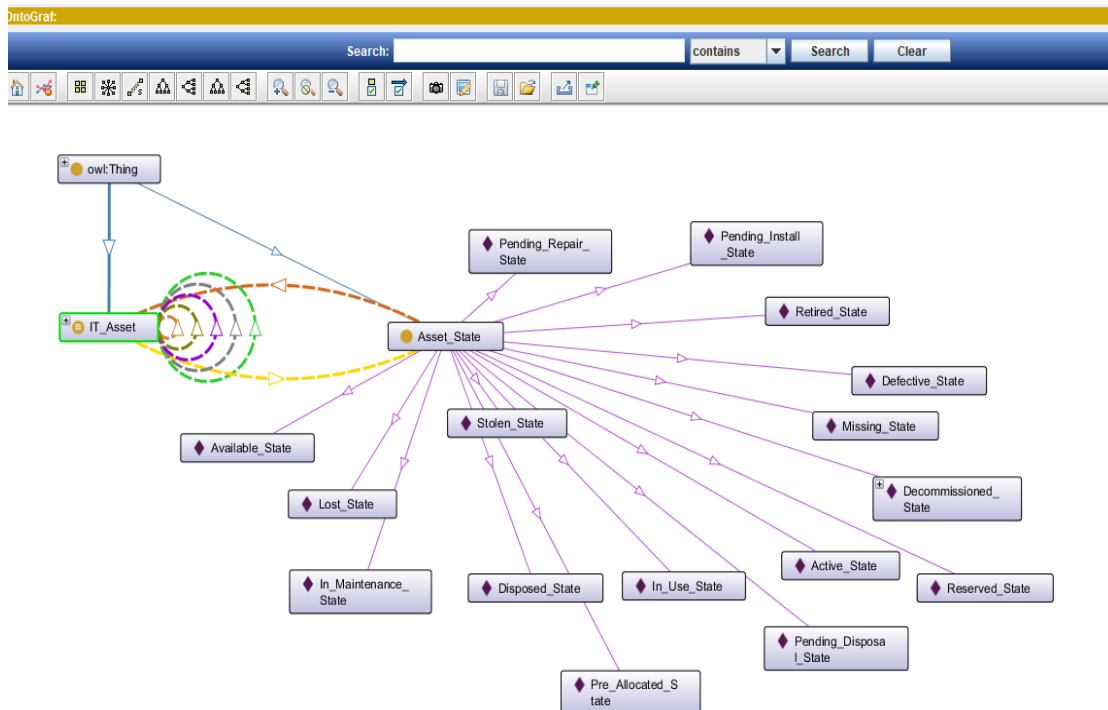 OntoGraf:
Search:
contains
Search
Clear
owl:Thing
Pending_Repair_
State
Pending_Install
_State
Retired_State
IT_Asset
Asset_State
Defective_State
Stolen_State
Missing_State
Available_State
Decommissioned_
State
Lost_State
Active_State
In_Maintenance_
State
Disposed_State
In_Use_State
Reserved_State
Pending_Disposa
l_State
Pre_Allocated_S
tate